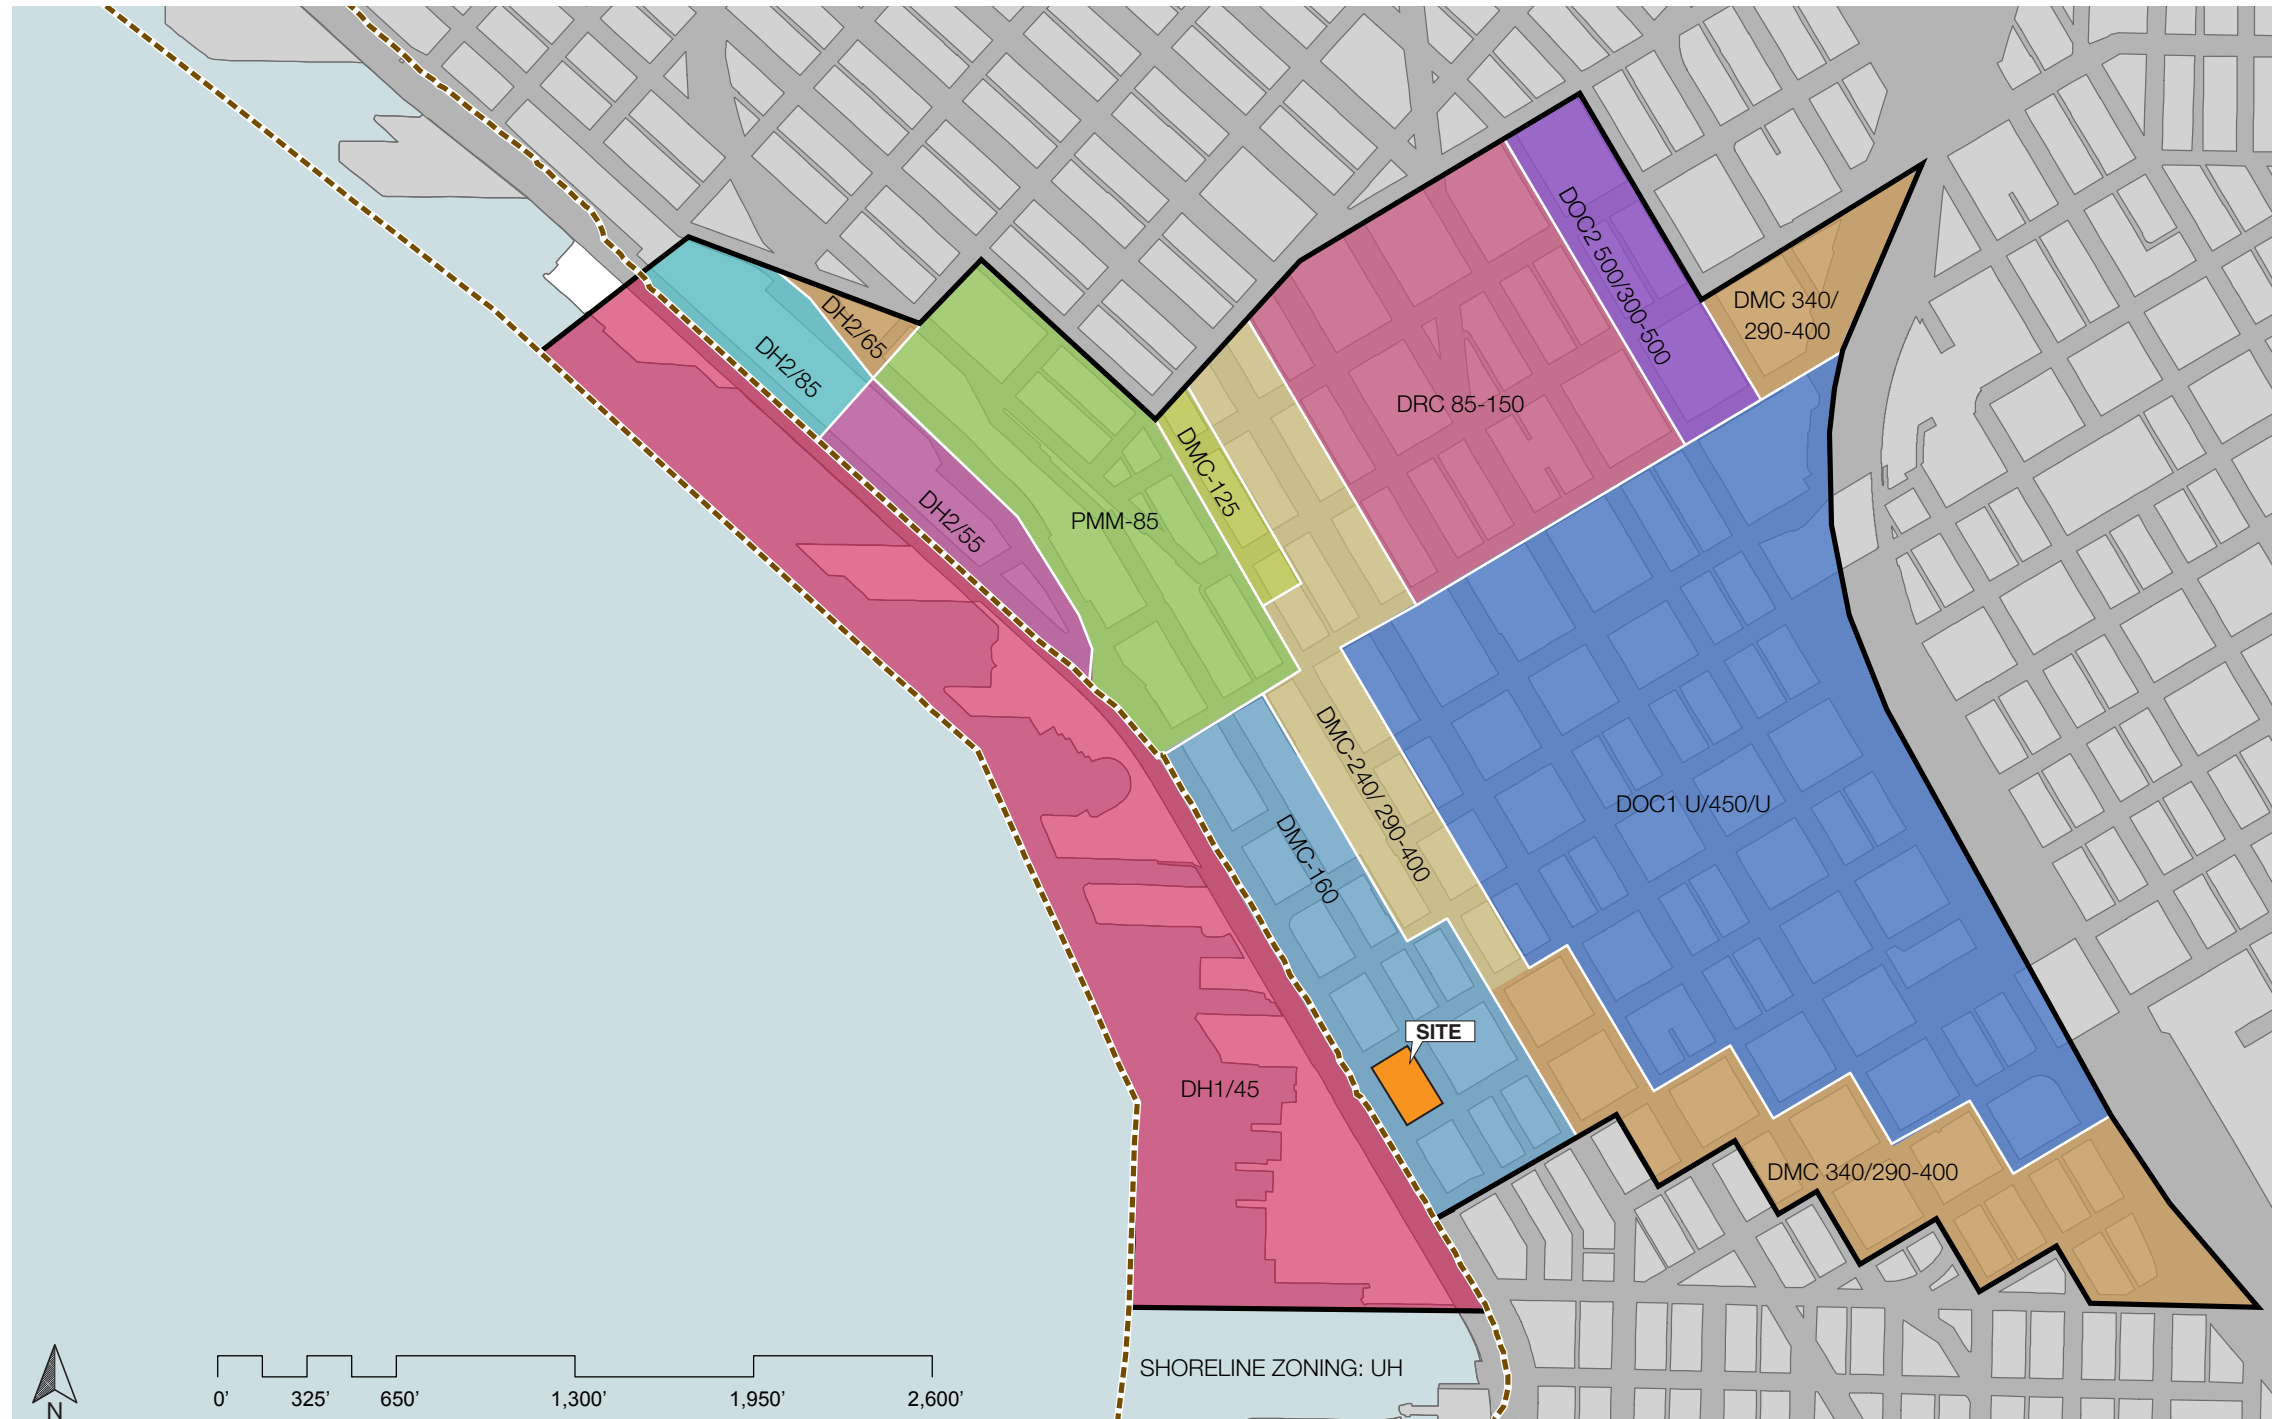 DOC2 500/300-500
DMC 340/
290-400
DH2/65
DH2/85
DRC 85-150
DMC-125
PMM-85
DH2/55
DMC-240/ 290-400
DOC1 U/450/U
DMC-160
SITE
DH1/45
DMC 340/290-400
SHORELINE ZONING: UH
0' 325' 650' 1,300' 1,950' 2,600'
N